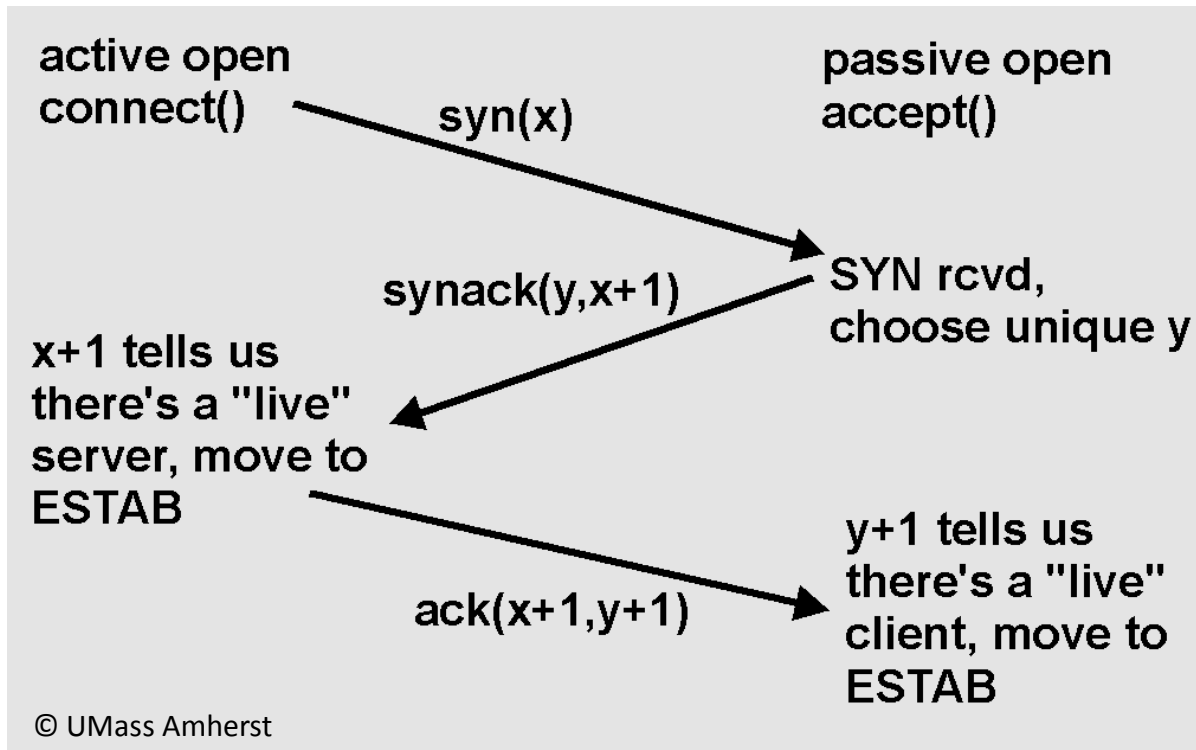 active open
connect()
passive open
accept()
syn(x)
SYN rcvd,
choose unique y
synack(y,x+1)
x+1 tells us
there's a "live"
server, move to
ESTAB
ack(x+1,y+1)
y+1 tells us
there's a "live"
client, move to
ESTAB
© UMass Amherst